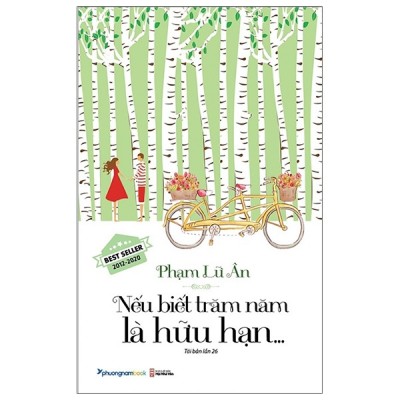 BEST SELLER
2012-2020
Phạm Lữ Ân
Nếu biết trăm năm
là hữu hạn...
Tái bản lần 26
phuongnambook